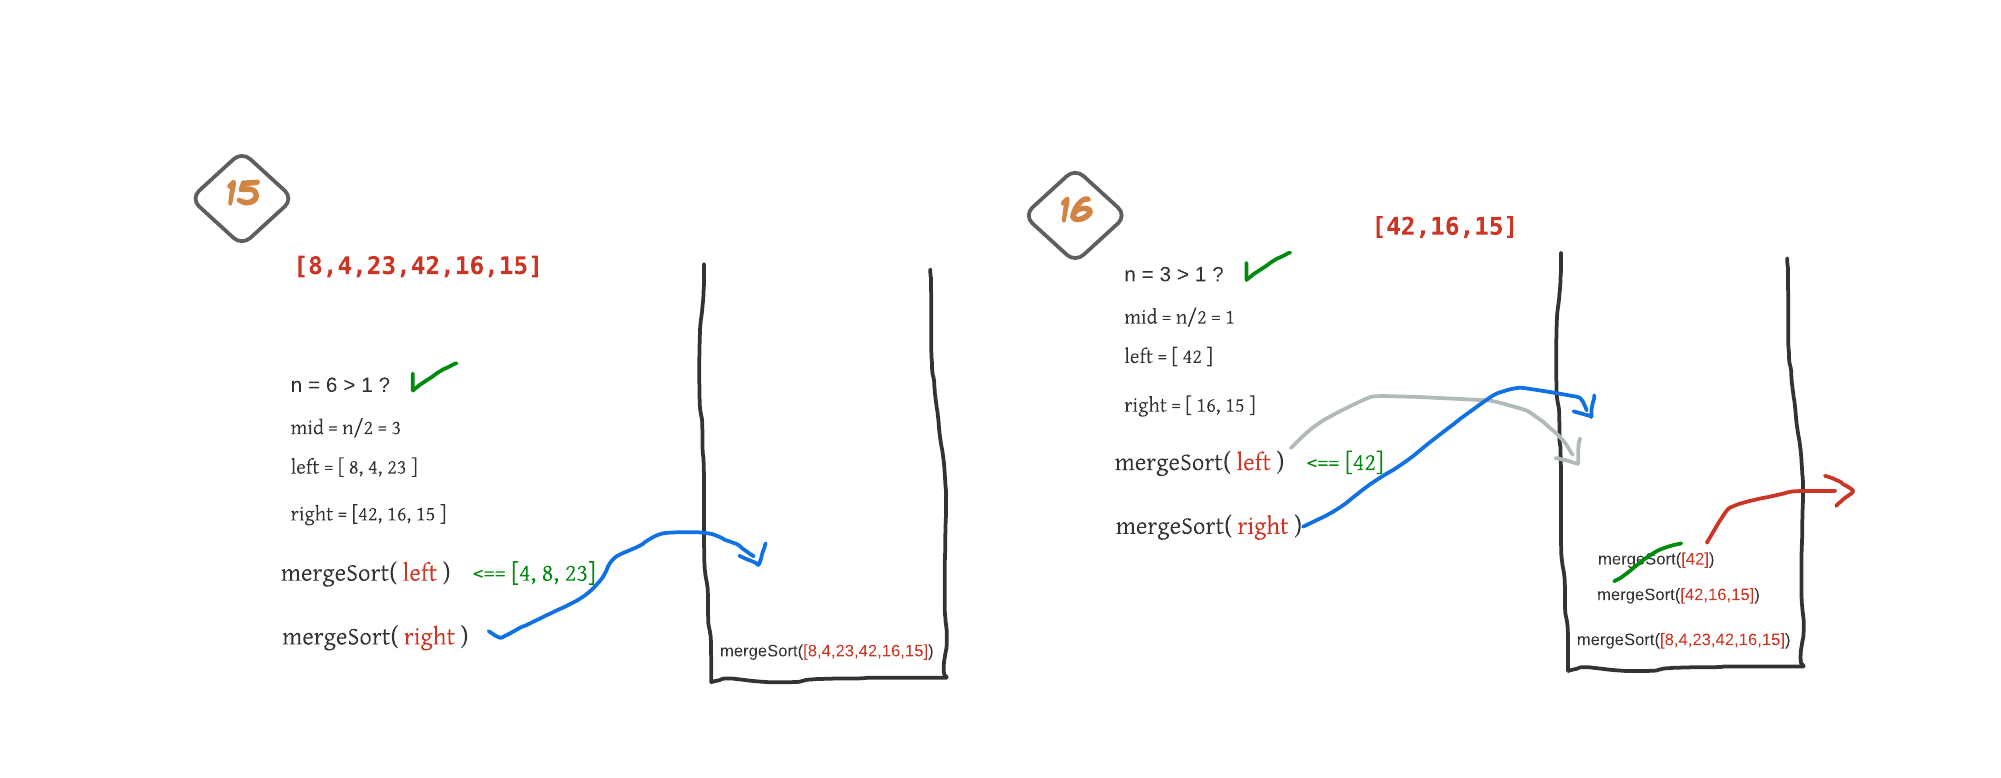 15
[8,4,23,42,16,15]
n = 6 > 1 ?
mid = n/2 = 3
left = [ 8, 4, 23 ]
right = [42, 16, 15 ]
mergeSort( left ) <== [4, 8, 23]
mergeSort( right )
mergeSort([8,4,23,42,16,15])
16
[42,16,15]
n = 3 > 1 ?
mid = n/2 = 1
left = [ 42 ]
right = [ 16, 15 ]
mergeSort( left ) <== [42]
mergeSort( right )
mergeSort([42])
mergeSort([42,16,15])
mergeSort([8,4,23,42,16,15])